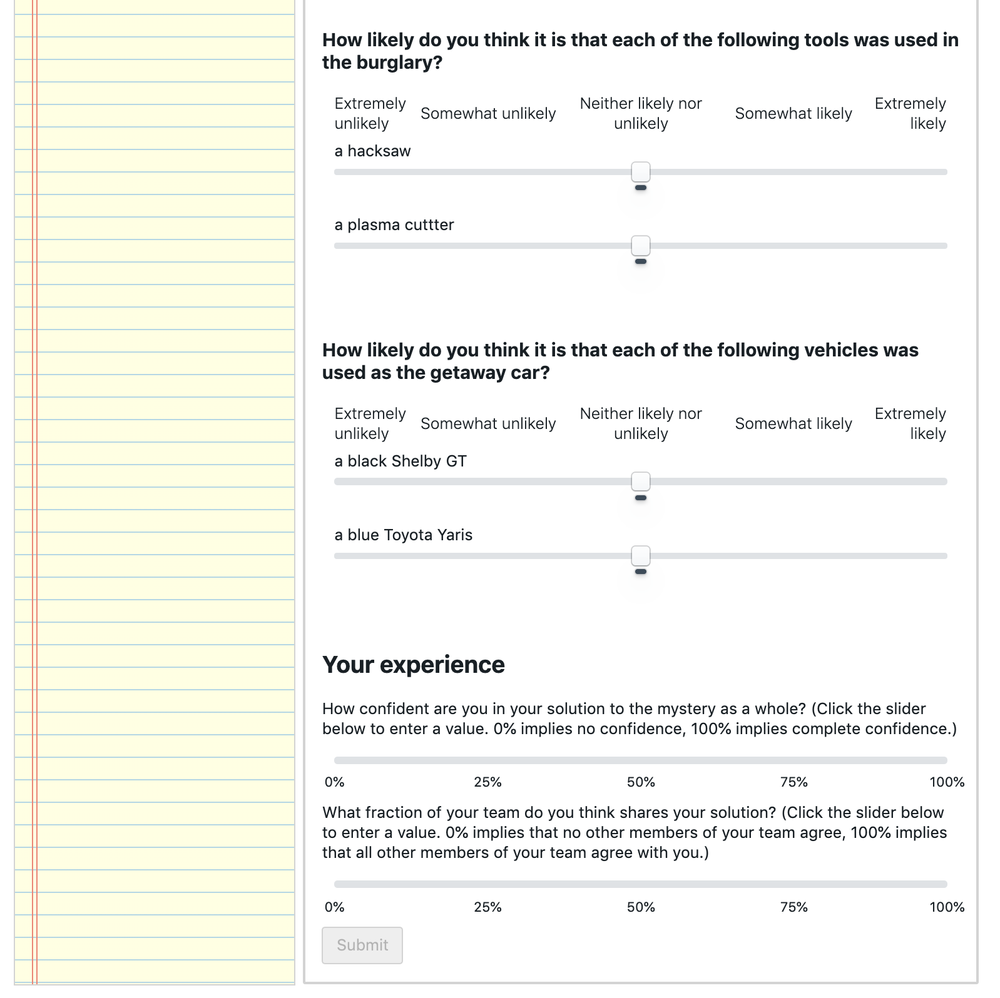 How likely do you think it is that each of the following tools was used in
the burglary?
Extremely unlikely
Somewhat unlikely
Neither likely nor unlikely
Somewhat likely
Extremely likely
a hacksaw
a plasma cuttter
How likely do you think it is that each of the following vehicles was
used as the getaway car?
Extremely unlikely
Somewhat unlikely
Neither likely nor unlikely
Somewhat likely
Extremely likely
a black Shelby GT
a blue Toyota Yaris
Your experience
How confident are you in your solution to the mystery as a whole? (Click the slider
below to enter a value. 0% implies no confidence, 100% implies complete confidence.)
0% 25% 50% 75% 100%
What fraction of your team do you think shares your solution? (Click the slider below
to enter a value. 0% implies that no other members of your team agree, 100% implies
that all other members of your team agree with you.)
0% 25% 50% 75% 100%
Submit